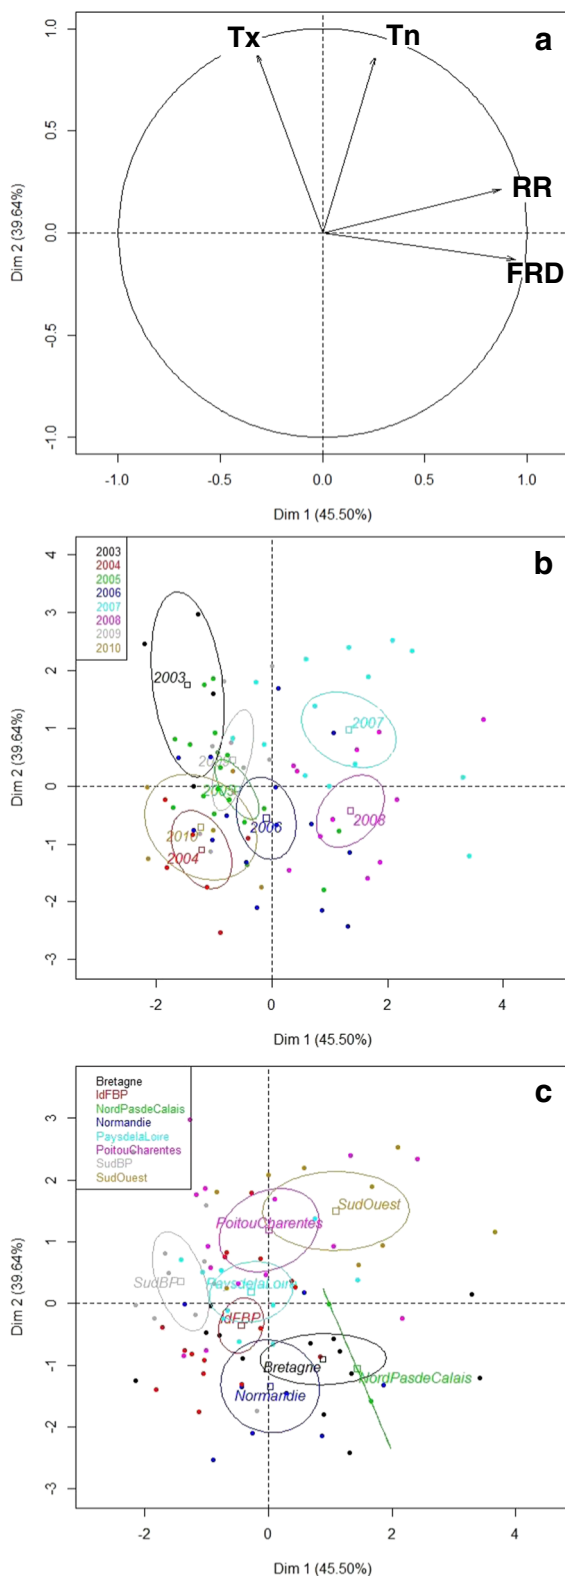 a
Tx
Tn
RR
FRD
1.0
0.5
0.0
-0.5
-1.0
Dim 2 (39.64%)
-1.0 -0.5 0.0 0.5 1.0
Dim 1 (45.50%)
b
2003
2004
2005
2006
2007
2008
2009
2010
2003
2007
2009
2005
2006
2008
2010
2004
4
3
2
1
0
-1
-2
-3
Dim 2 (39.64%)
-2 0 2 4
Dim 1 (45.50%)
c
Bretagne
IdFBP
NordPasdeCalais
Normandie
PaysdelaLoire
PoitouCharentes
SudBP
SudOuest
SudOuest
PoitouCharentes
SudBP
PaysdelaLoire
IdFBP
Bretagne
NordPasdeCalais
Normandie
3
2
1
0
-1
-2
-3
Dim 2 (39.64%)
-2 0 2 4
Dim 1 (45.50%)